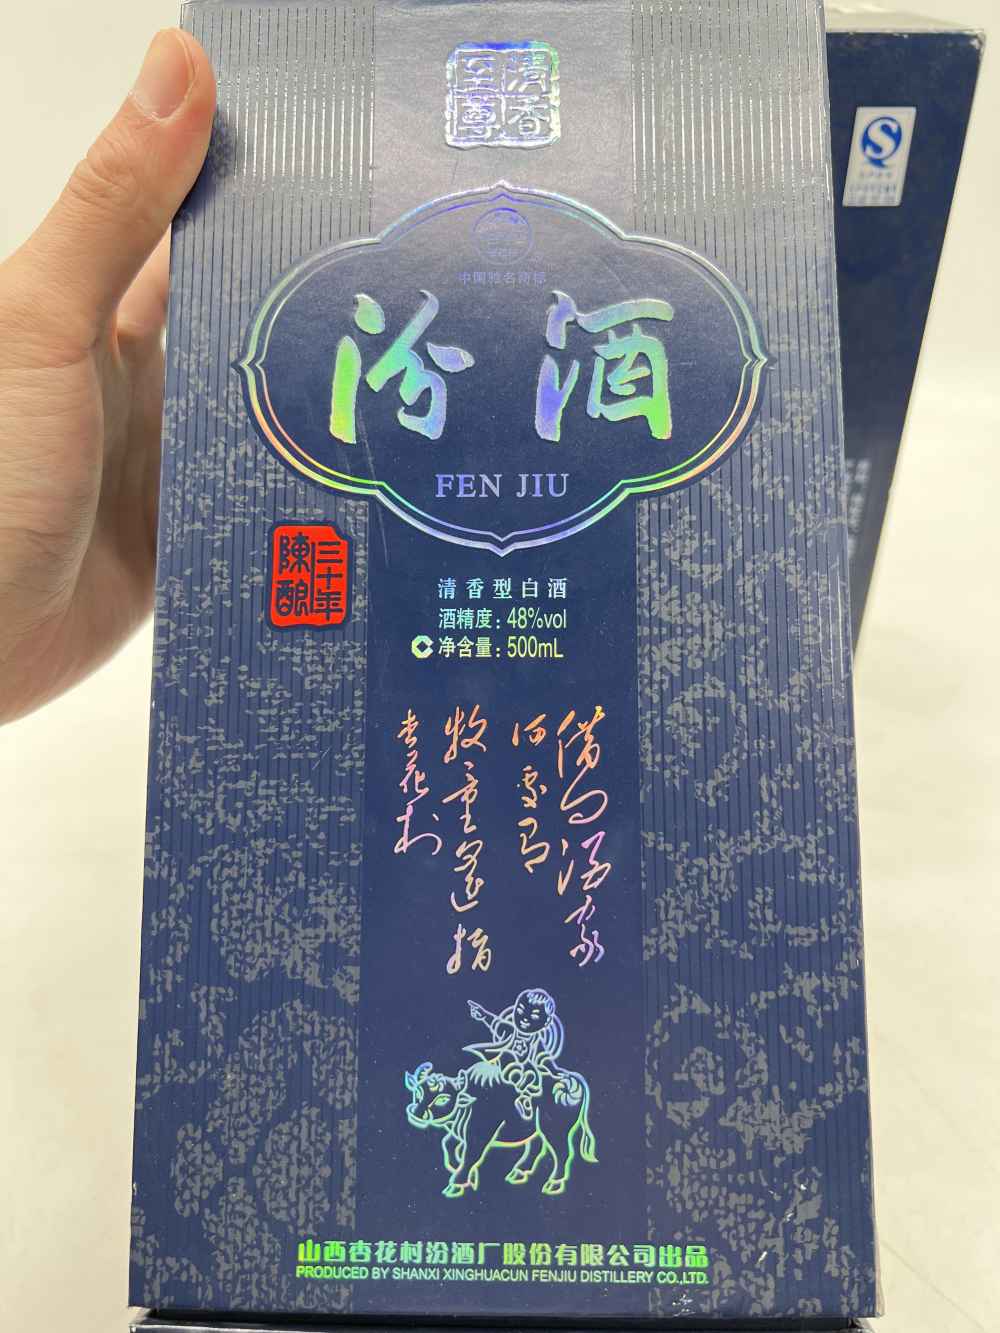 清香
至尊
中国驰名商标
汾酒
FEN JIU
三十年
陳酿
清香型白酒
酒精度：48%vol
净含量：500mL
借问酒家
何处有
牧童遥指
杏花村
山西杏花村汾酒厂股份有限公司出品
PRODUCED BY SHANXI XINGHUACUN FENJIU DISTILLERY CO.,LTD.